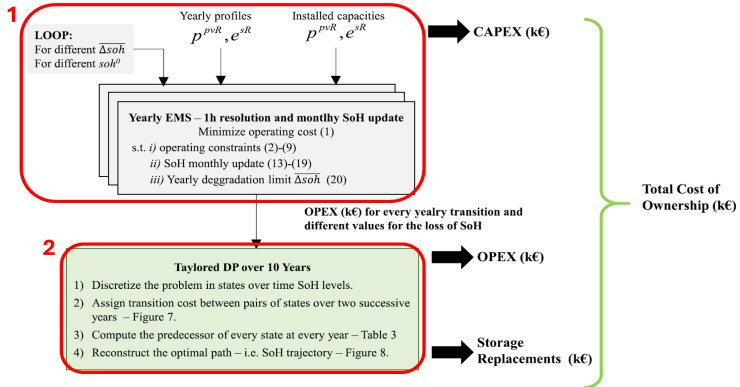 1
Yearly profiles
Installed capacities
p^{pvR}, e^{sR}
p^{pvR}, e^{sR}
CAPEX (k€)
LOOP:
For different \overline{Δsoh}
For different soh^0
Yearly EMS – 1h resolution and montlhy SoH update
Minimize operating cost (1)
s.t. i) operating constraints (2)-(9)
ii) SoH monthly update (13)-(19)
iii) Yearly deggradation limit \overline{Δsoh} (20)
Total Cost of
Ownership (k€)
OPEX (k€) for every yealry transition and
different values for the loss of SoH
2
Taylored DP over 10 Years
1) Discretize the problem in states over time SoH levels.
2) Assign transition cost between pairs of states over two successive
years – Figure 7.
3) Compute the predecessor of every state at every year – Table 3
4) Reconstruct the optimal path – i.e. SoH trajectory – Figure 8.
OPEX (k€)
Storage
Replacements (k€)